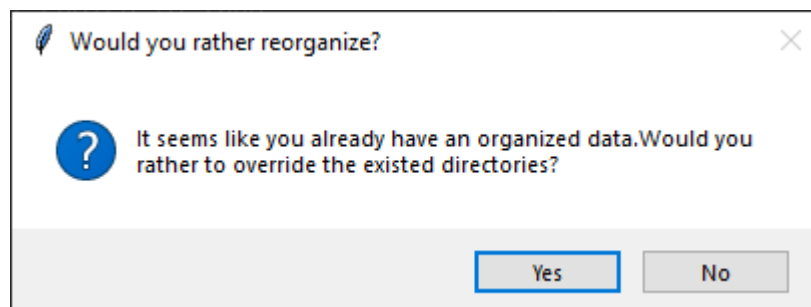 Would you rather reorganize?
It seems like you already have an organized data.Would you
rather to override the existed directories?
Yes
No